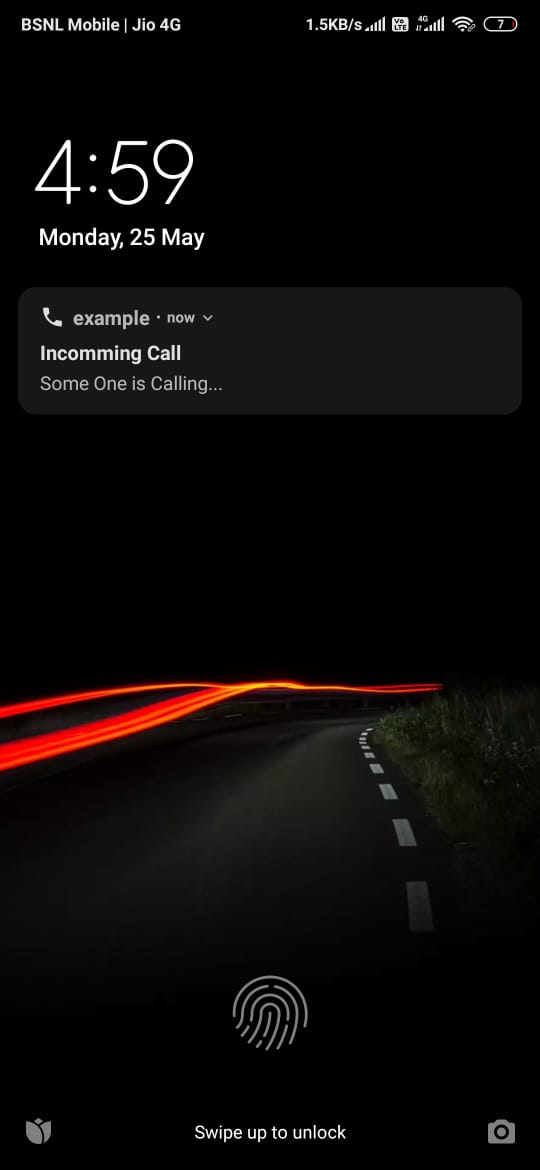 BSNL Mobile | Jio 4G 1.5KB/s Vo LTE 4G 7
4:59
Monday, 25 May
example · now
Incomming Call
Some One is Calling...
Swipe up to unlock